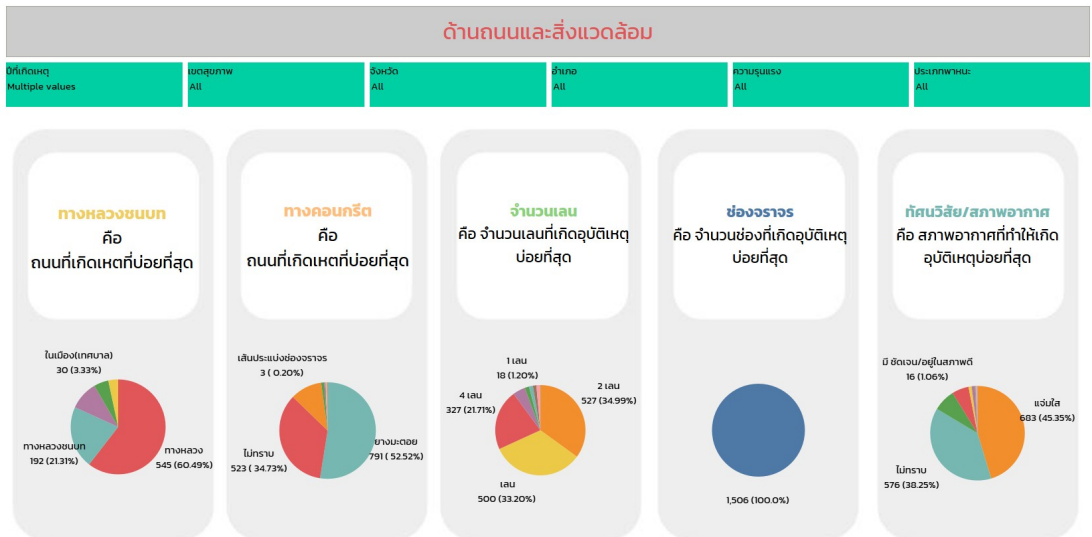 ด้านถนนและสิ่งแวดล้อม
ปีที่เกิดเหตุ
Multiple values
เขตสุขภาพ
All
จังหวัด
All
อำเภอ
All
ความรุนแรง
All
ประเภทพาหนะ
All
ทางหลวงชนบท
คือ
ถนนที่เกิดเหตที่บ่อยที่สุด
ในเมือง(เทศบาล)
30 (3.33%)
ทางหลวงชนบท
192 (21.31%)
ทางหลวง
545 (60.49%)
ทางคอนกรีต
คือ
ถนนที่เกิดเหตที่บ่อยที่สุด
เส้นประแบ่งช่องจราจร
3 ( 0.20%)
ไม่ทราบ
523 ( 34.73%)
ยางมะตอย
791 ( 52.52%)
จำนวนเลน
คือ จำนวนเลนที่เกิดอุบัติเหตุ
บ่อยที่สุด
1 เลน
18 (1.20%)
2 เลน
527 (34.99%)
4 เลน
327 (21.71%)
เลน
500 (33.20%)
ช่องจราจร
คือ จำนวนช่องที่เกิดอุบัติเหตุ
บ่อยที่สุด
1,506 (100.0%)
ทัศนวิสัย/สภาพอากาศ
คือ สภาพอากาศที่ทำให้เกิด
อุบัติเหตุบ่อยที่สุด
มี ชัดเจน/อยู่ในสภาพดี
16 (1.06%)
แจ่มใส
683 (45.35%)
ไม่ทราบ
576 (38.25%)